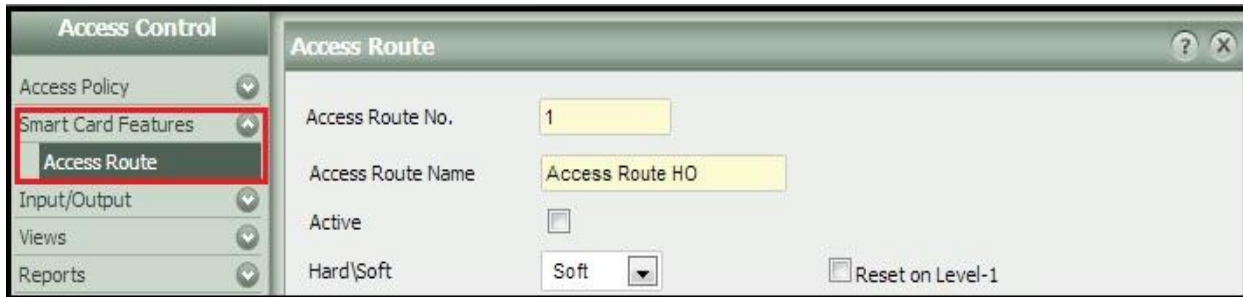 Access Control
Access Policy
Smart Card Features
Access Route
Input/Output
Views
Reports
Access Route
? X
Access Route No. 1
Access Route Name Access Route HO
Active
Hard\Soft Soft Reset on Level-1